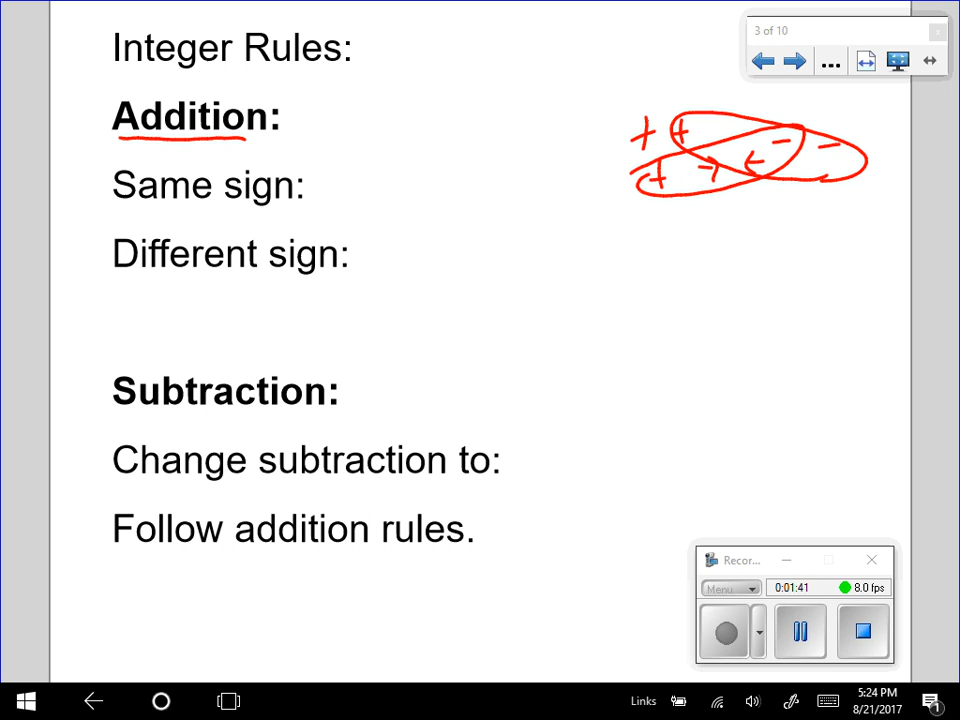 Integer Rules:
3 of 10
Addition:
+ + - -
+ - +
Same sign:
Different sign:
Subtraction:
Change subtraction to:
Follow addition rules.
Recor...
Menu
0:01:41
8.0 fps
Links
5:24 PM
8/21/2017
1